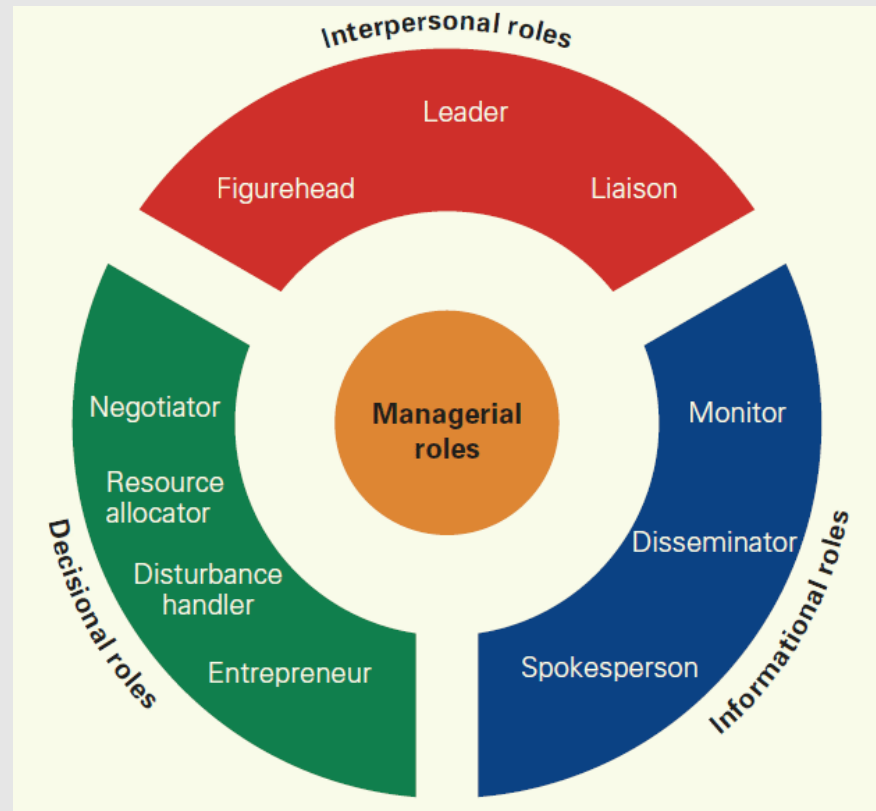 Interpersonal roles
Leader
Figurehead
Liaison
Managerial
roles
Negotiator
Resource
allocator
Disturbance
handler
Entrepreneur
Decisional roles
Monitor
Disseminator
Spokesperson
Informational roles